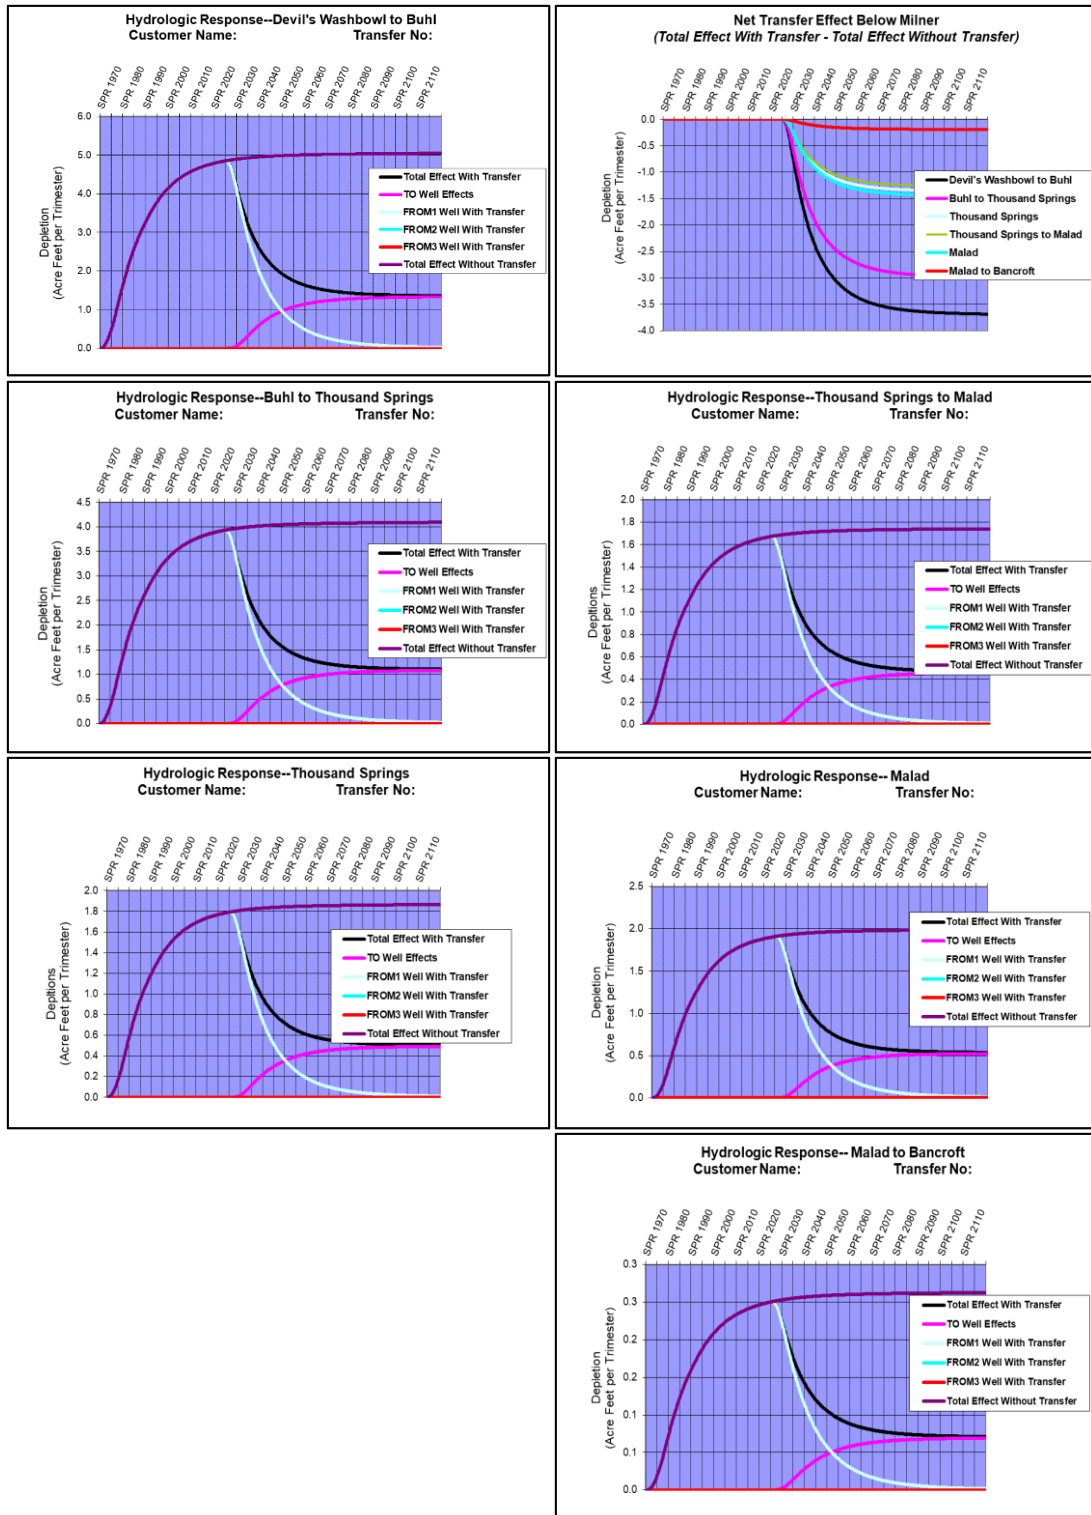 Hydrologic Response--Devil's Washbowl to Buhl
Customer Name: Transfer No:
SPR 1970
SPR 1980
SPR 1990
SPR 2000
SPR 2010
SPR 2020
SPR 2030
SPR 2040
SPR 2050
SPR 2060
SPR 2070
SPR 2080
SPR 2090
SPR 2100
SPR 2110
6.0
5.0
4.0
3.0
2.0
1.0
0.0
Depletion
(Acre Feet per Trimester)
Total Effect With Transfer
TO Well Effects
FROM1 Well With Transfer
FROM2 Well With Transfer
FROM3 Well With Transfer
Total Effect Without Transfer
Net Transfer Effect Below Milner
(Total Effect With Transfer - Total Effect Without Transfer)
SPR 1970
SPR 1980
SPR 1990
SPR 2000
SPR 2010
SPR 2020
SPR 2030
SPR 2040
SPR 2050
SPR 2060
SPR 2070
SPR 2080
SPR 2090
SPR 2100
SPR 2110
0.0
-0.5
-1.0
-1.5
-2.0
-2.5
-3.0
-3.5
-4.0
Depletion
(Acre Feet per Trimester)
Devil's Washbowl to Buhl
Buhl to Thousand Springs
Thousand Springs
Thousand Springs to Malad
Malad
Malad to Bancroft
Hydrologic Response--Buhl to Thousand Springs
Customer Name: Transfer No:
SPR 1970
SPR 1980
SPR 1990
SPR 2000
SPR 2010
SPR 2020
SPR 2030
SPR 2040
SPR 2050
SPR 2060
SPR 2070
SPR 2080
SPR 2090
SPR 2100
SPR 2110
4.5
4.0
3.5
3.0
2.5
2.0
1.5
1.0
0.5
0.0
Depletion
(Acre Feet per Trimester)
Total Effect With Transfer
TO Well Effects
FROM1 Well With Transfer
FROM2 Well With Transfer
FROM3 Well With Transfer
Total Effect Without Transfer
Hydrologic Response--Thousand Springs to Malad
Customer Name: Transfer No:
SPR 1970
SPR 1980
SPR 1990
SPR 2000
SPR 2010
SPR 2020
SPR 2030
SPR 2040
SPR 2050
SPR 2060
SPR 2070
SPR 2080
SPR 2090
SPR 2100
SPR 2110
2.0
1.8
1.6
1.4
1.2
1.0
0.8
0.6
0.4
0.2
0.0
Depltions
(Acre Feet per Trimester)
Total Effect With Transfer
TO Well Effects
FROM1 Well With Transfer
FROM2 Well With Transfer
FROM3 Well With Transfer
Total Effect Without Transfer
Hydrologic Response--Thousand Springs
Customer Name: Transfer No:
SPR 1970
SPR 1980
SPR 1990
SPR 2000
SPR 2010
SPR 2020
SPR 2030
SPR 2040
SPR 2050
SPR 2060
SPR 2070
SPR 2080
SPR 2090
SPR 2100
SPR 2110
2.0
1.8
1.6
1.4
1.2
1.0
0.8
0.6
0.4
0.2
0.0
Depltions
(Acre Feet per Trimester)
Total Effect With Transfer
TO Well Effects
FROM1 Well With Transfer
FROM2 Well With Transfer
FROM3 Well With Transfer
Total Effect Without Transfer
Hydrologic Response-- Malad
Customer Name: Transfer No:
SPR 1970
SPR 1980
SPR 1990
SPR 2000
SPR 2010
SPR 2020
SPR 2030
SPR 2040
SPR 2050
SPR 2060
SPR 2070
SPR 2080
SPR 2090
SPR 2100
SPR 2110
2.5
2.0
1.5
1.0
0.5
0.0
Depletion
(Acre Feet per Trimester)
Total Effect With Transfer
TO Well Effects
FROM1 Well With Transfer
FROM2 Well With Transfer
FROM3 Well With Transfer
Total Effect Without Transfer
Hydrologic Response-- Malad to Bancroft
Customer Name: Transfer No:
SPR 1970
SPR 1980
SPR 1990
SPR 2000
SPR 2010
SPR 2020
SPR 2030
SPR 2040
SPR 2050
SPR 2060
SPR 2070
SPR 2080
SPR 2090
SPR 2100
SPR 2110
0.3
0.3
0.2
0.2
0.1
0.1
0.0
Depletion
(Acre Feet per Trimester)
Total Effect With Transfer
TO Well Effects
FROM1 Well With Transfer
FROM2 Well With Transfer
FROM3 Well With Transfer
Total Effect Without Transfer